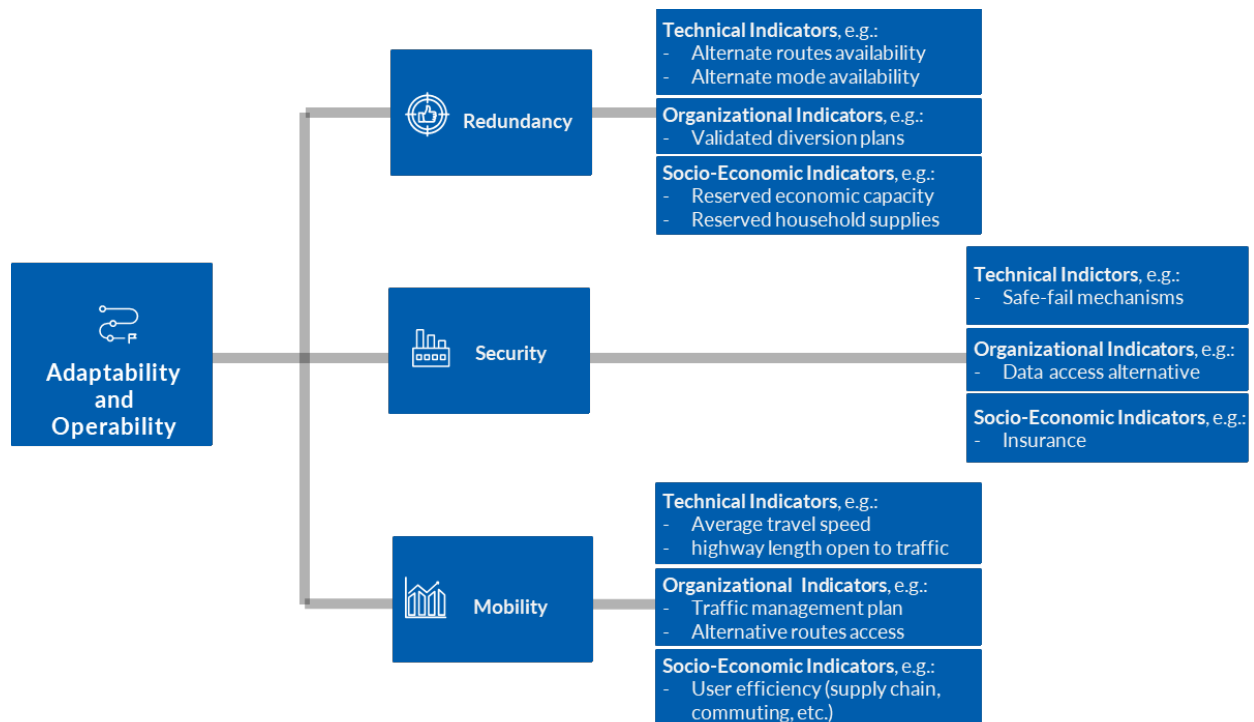 Technical Indicators, e.g.:
- Alternate routes availability
- Alternate mode availability
Redundancy
Organizational Indicators, e.g.:
- Validated diversion plans
Socio-Economic Indicators, e.g.:
- Reserved economic capacity
- Reserved household supplies
Adaptability
and
Operability
Security
Technical Indictors, e.g.:
- Safe-fail mechanisms
Organizational Indicators, e.g.:
- Data access alternative
Socio-Economic Indicators, e.g.:
- Insurance
Mobility
Technical Indicators, e.g.:
- Average travel speed
- highway length open to traffic
Organizational Indicators, e.g.:
- Traffic management plan
- Alternative routes access
Socio-Economic Indicators, e.g.:
- User efficiency (supply chain,
commuting, etc.)